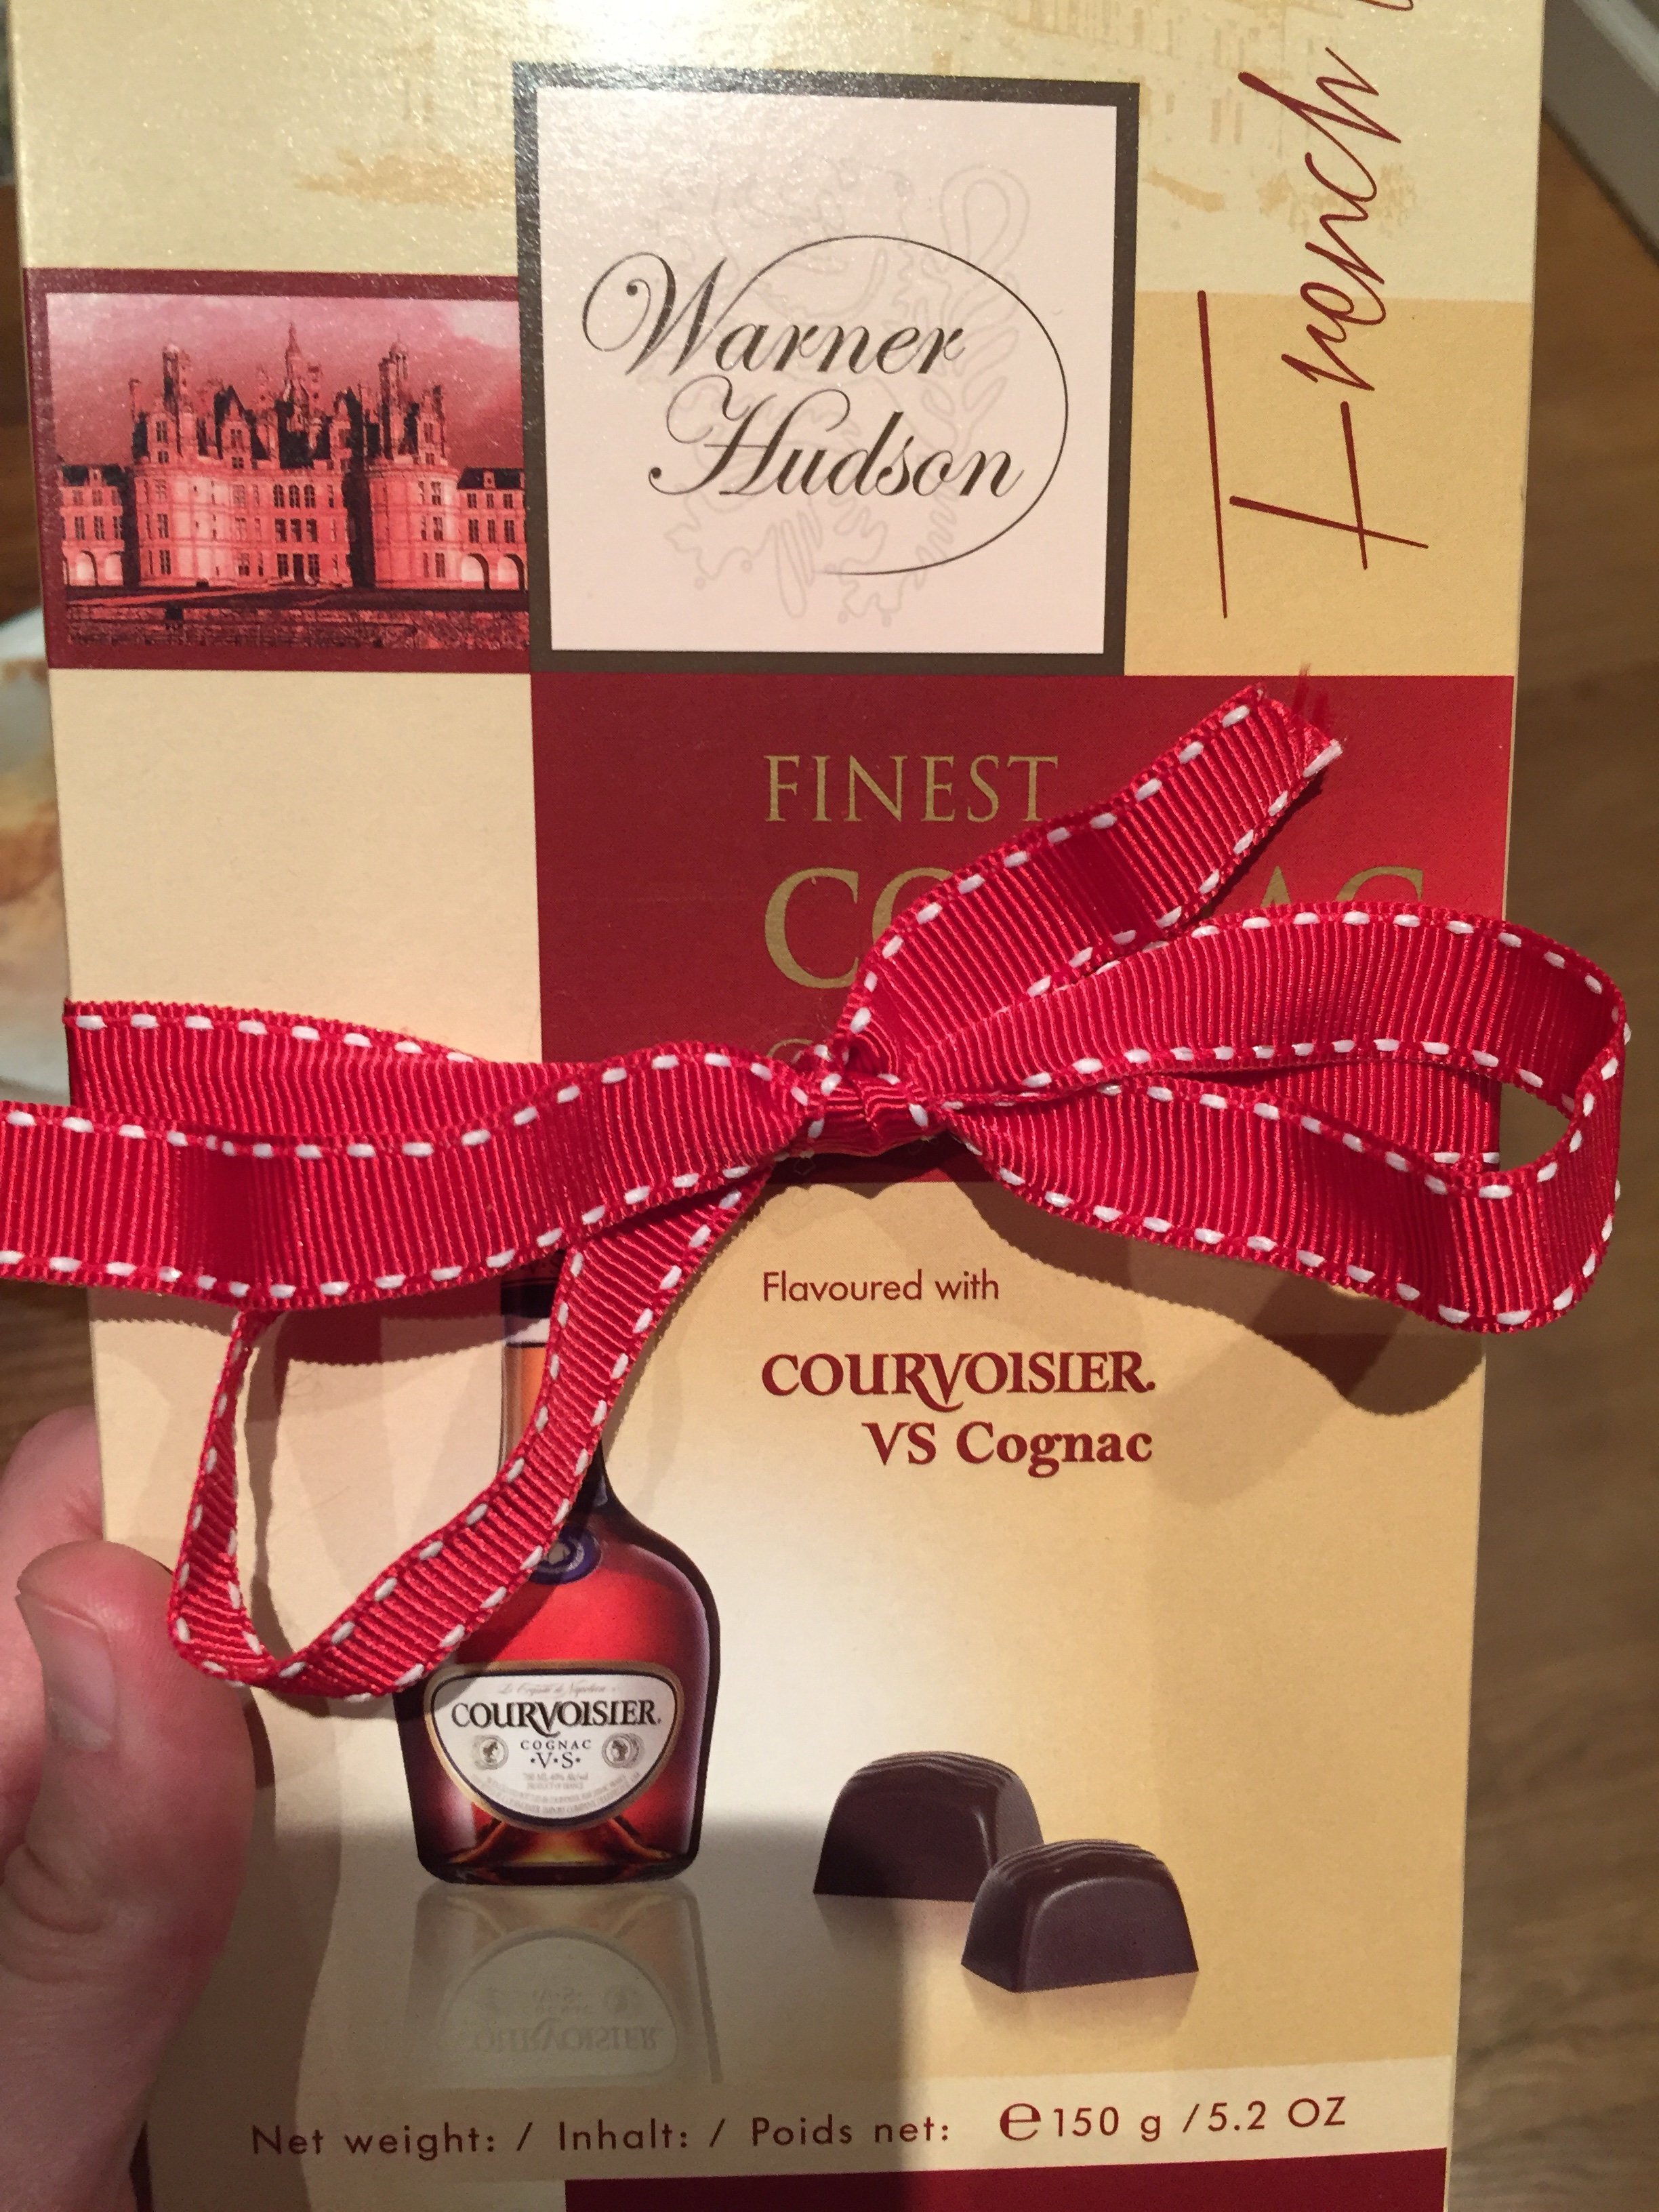 French
Warner
Hudson
FINEST
Flavoured with
COURVOISIER.
VS Cognac
COURVOISIER.
COGNAC
·V·S·
Net weight: / Inhalt: / Poids net: ℮150 g /5.2 OZ